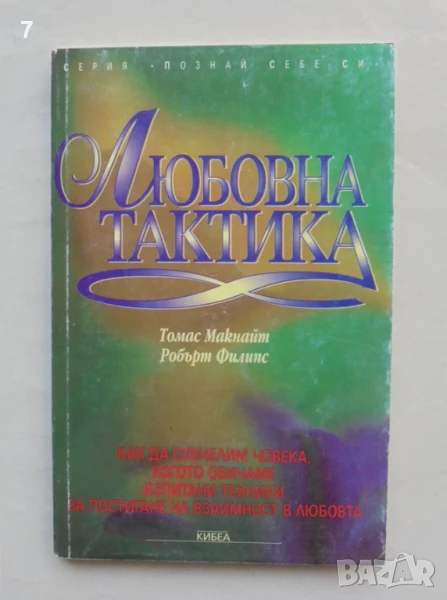 7
СЕРИЯ "ПОЗНАЙ СЕБЕ СИ"
ЛЮБОВНА
ТАКТИКА
Томас Макнайт
Робърт Филипс
КАК ДА СПЕЧЕЛИМ ЧОВЕКА,
КОГОТО ОБИЧАМЕ
ИЗПИТАНИ ТЕХНИКИ
ЗА ПОСТИГАНЕ НА ВЗАИМНОСТ В ЛЮБОВТА
КИБЕА
BAZAR